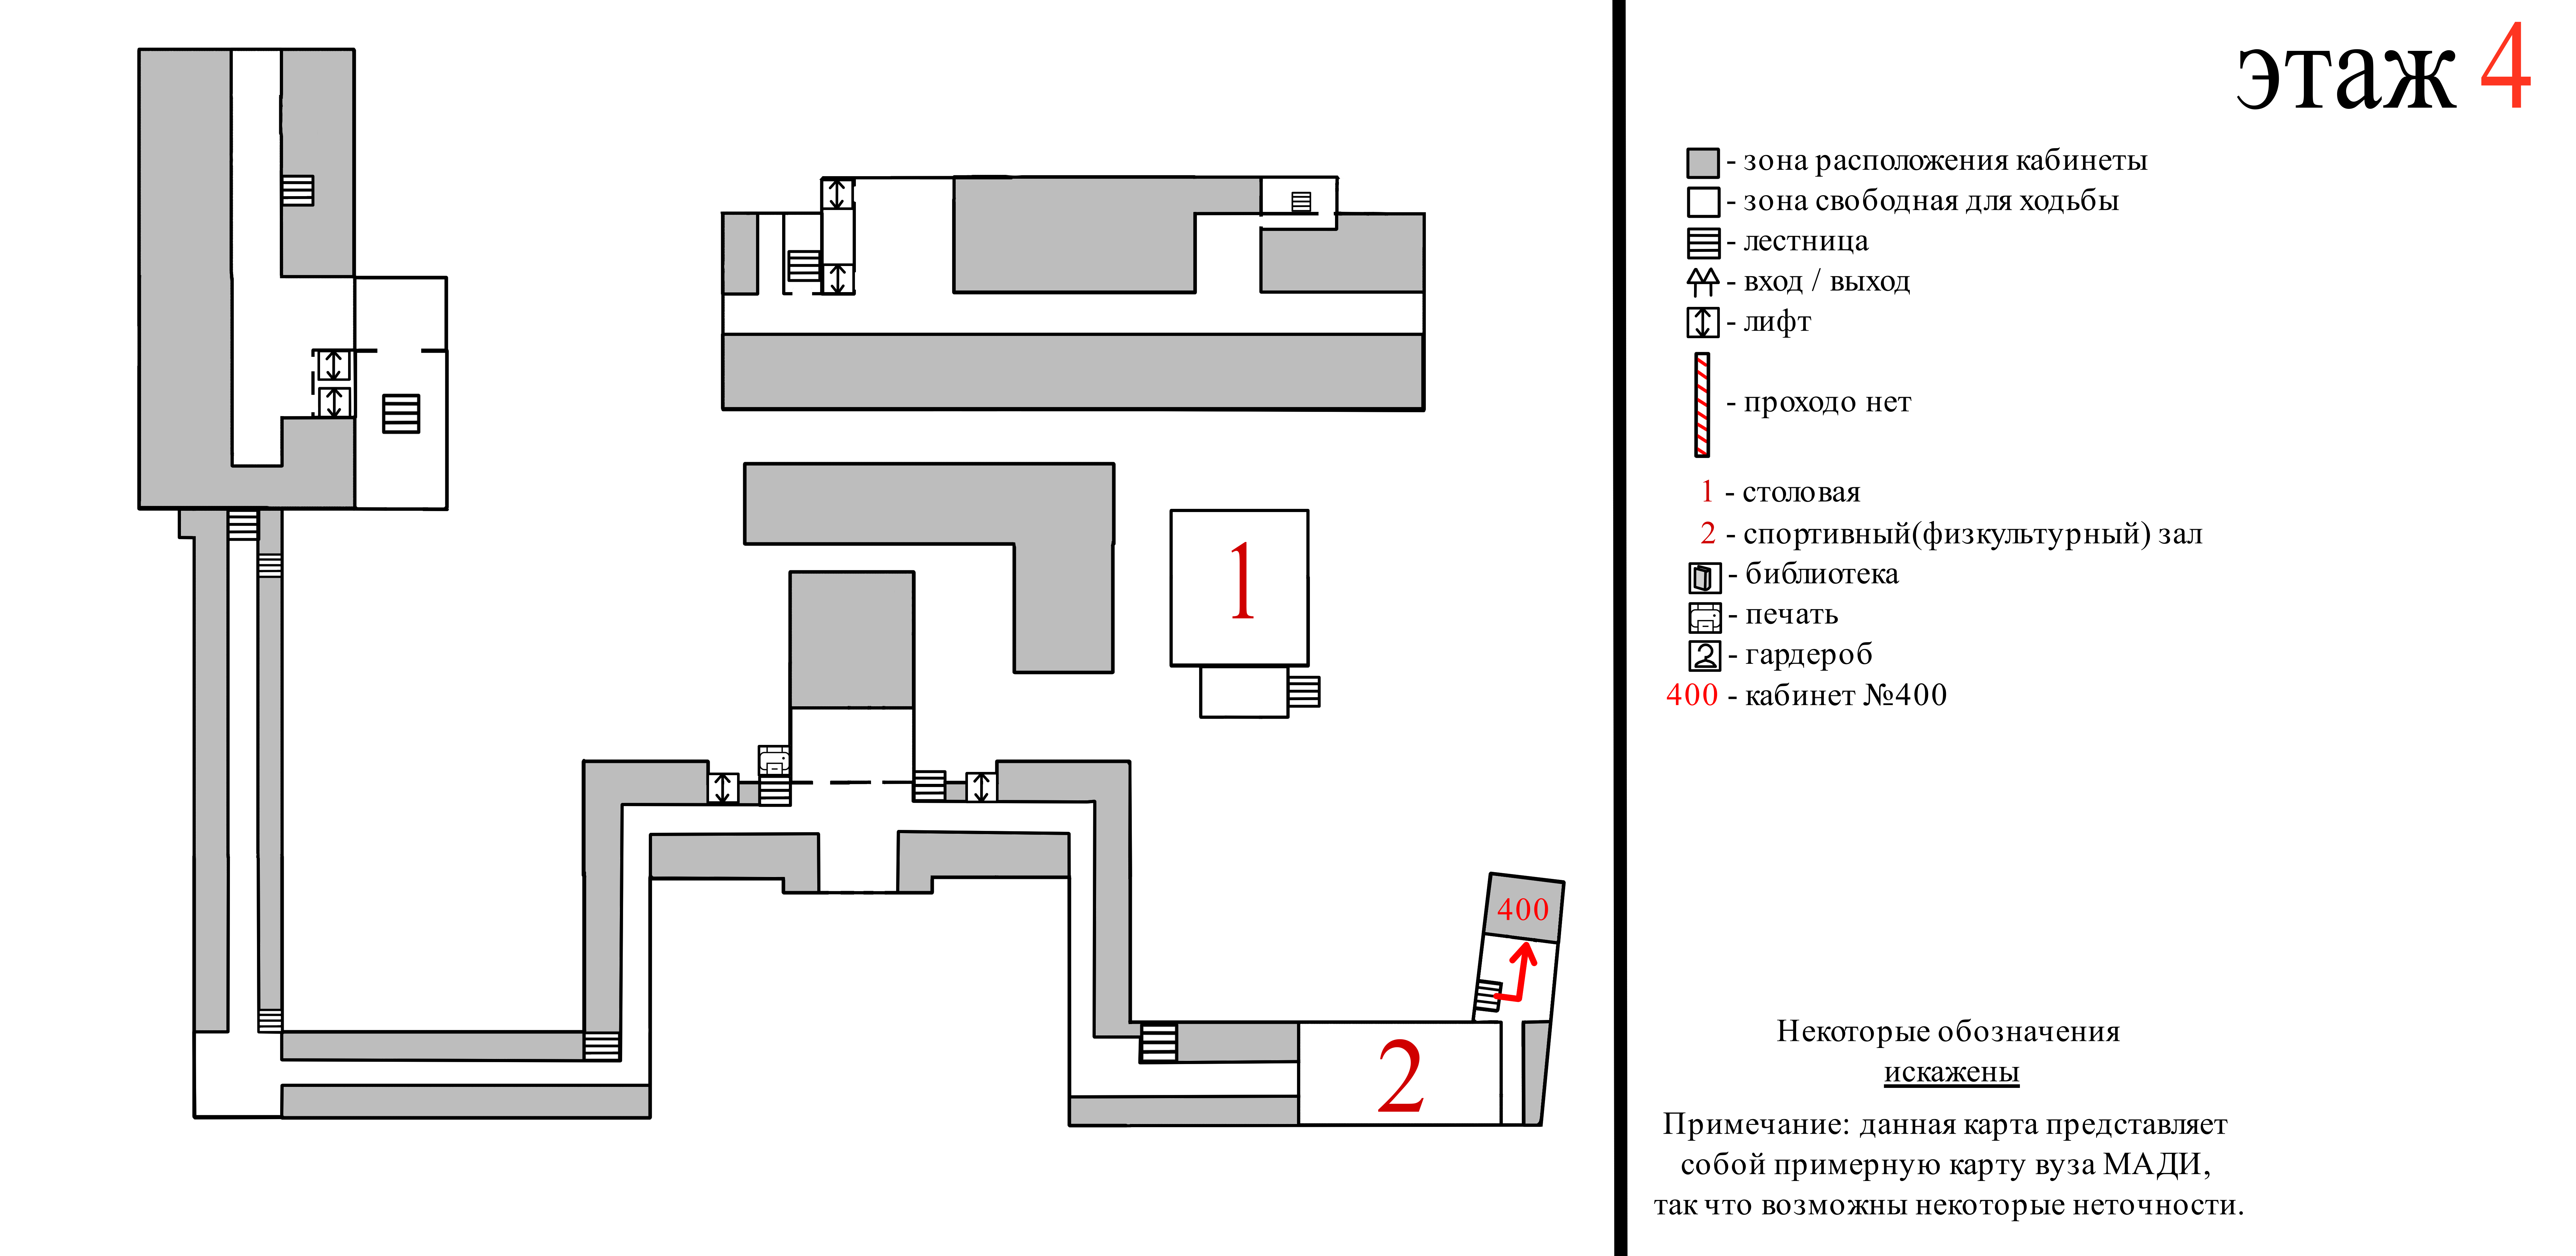 этаж 4
- зона расположения кабинеты
- зона свободная для ходьбы
- лестница
- вход / выход
- лифт
- проходо нет
1 - столовая
2 - спортивный(физкультурный) зал
- библиотека
- печать
- гардероб
400 - кабинет №400
1
400
2
Некоторые обозначения
искажены
Примечание: данная карта представляет
собой примерную карту вуза МАДИ,
так что возможны некоторые неточности.